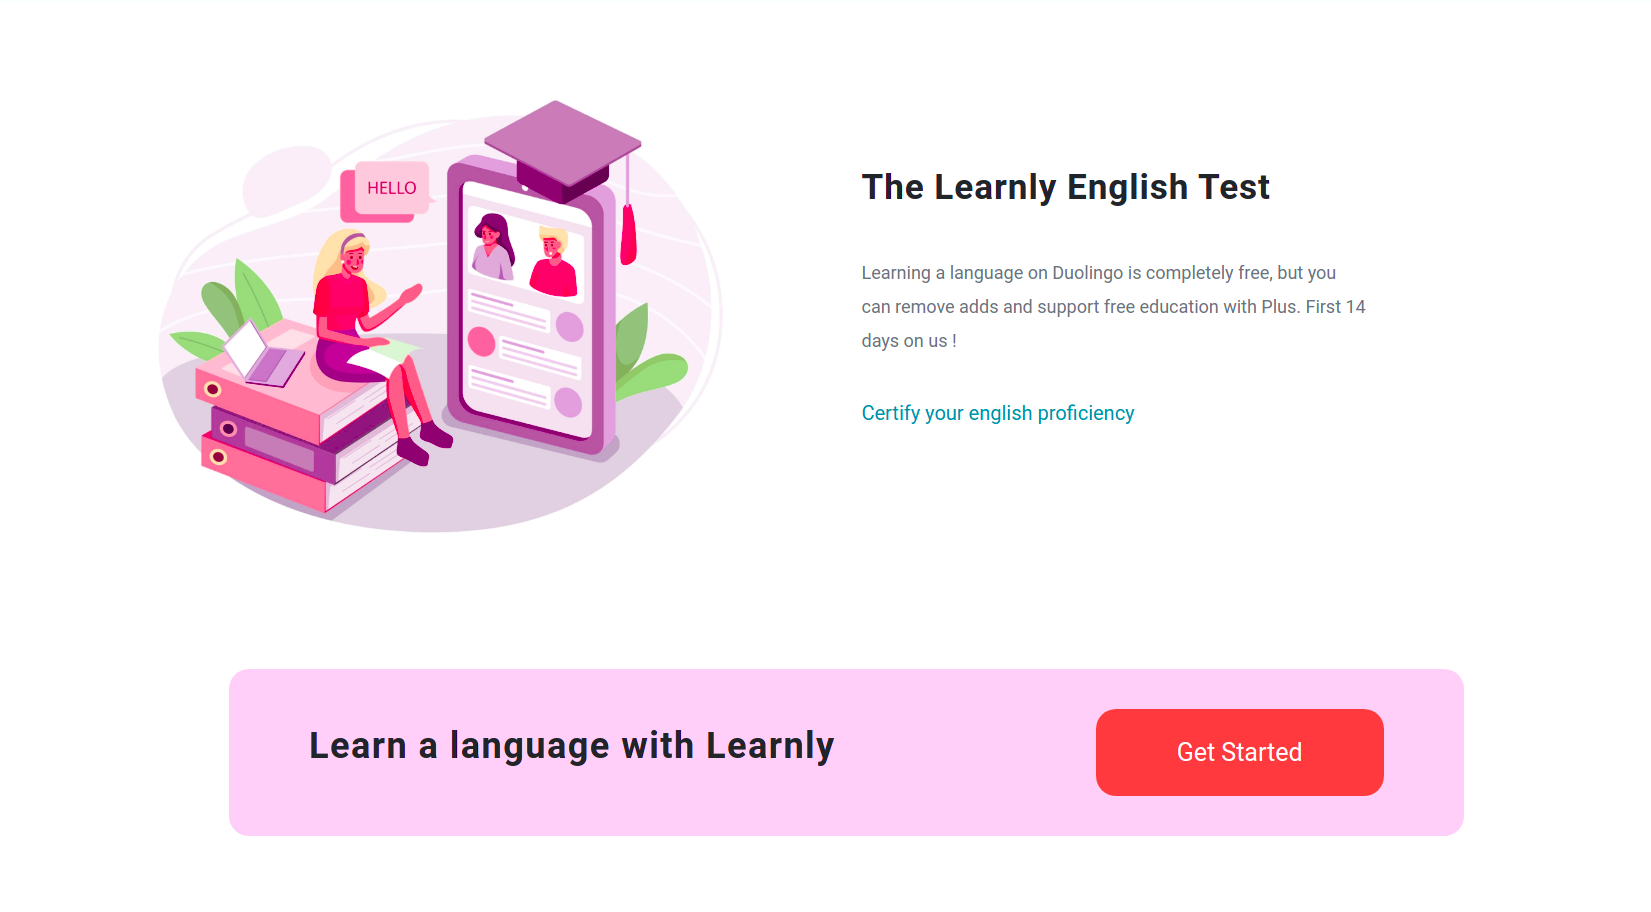 HELLO
The Learnly English Test
Learning a language on Duolingo is completely free, but you
can remove adds and support free education with Plus. First 14
days on us !
Certify your english proficiency
Learn a language with Learnly
Get Started